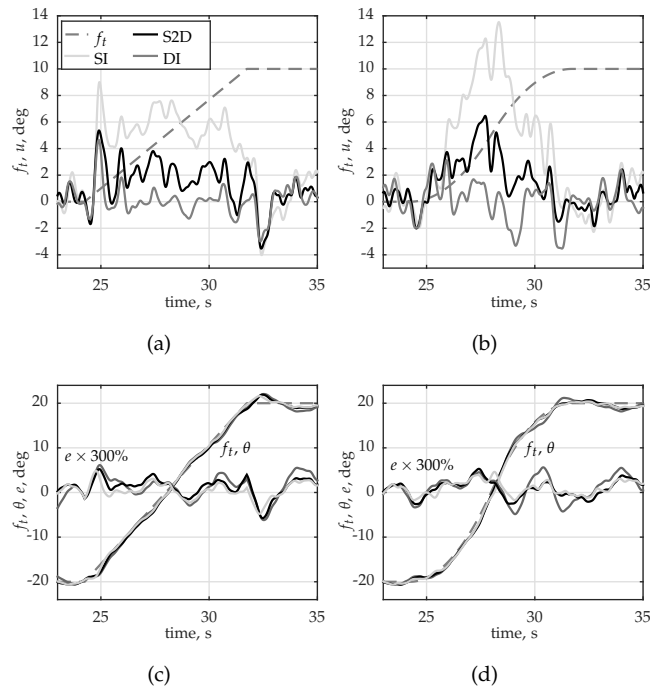 14
12
10
8
6
4
2
0
-2
-4
f_t, u, deg
f_t
SI
S2D
DI
25
30
35
time, s
(a)
14
12
10
8
6
4
2
0
-2
-4
f_t, u, deg
25
30
35
time, s
(b)
20
10
0
-10
-20
f_t, θ, e, deg
e × 300%
f_t, θ
25
30
35
time, s
(c)
20
10
0
-10
-20
f_t, θ, e, deg
e × 300%
f_t, θ
25
30
35
time, s
(d)